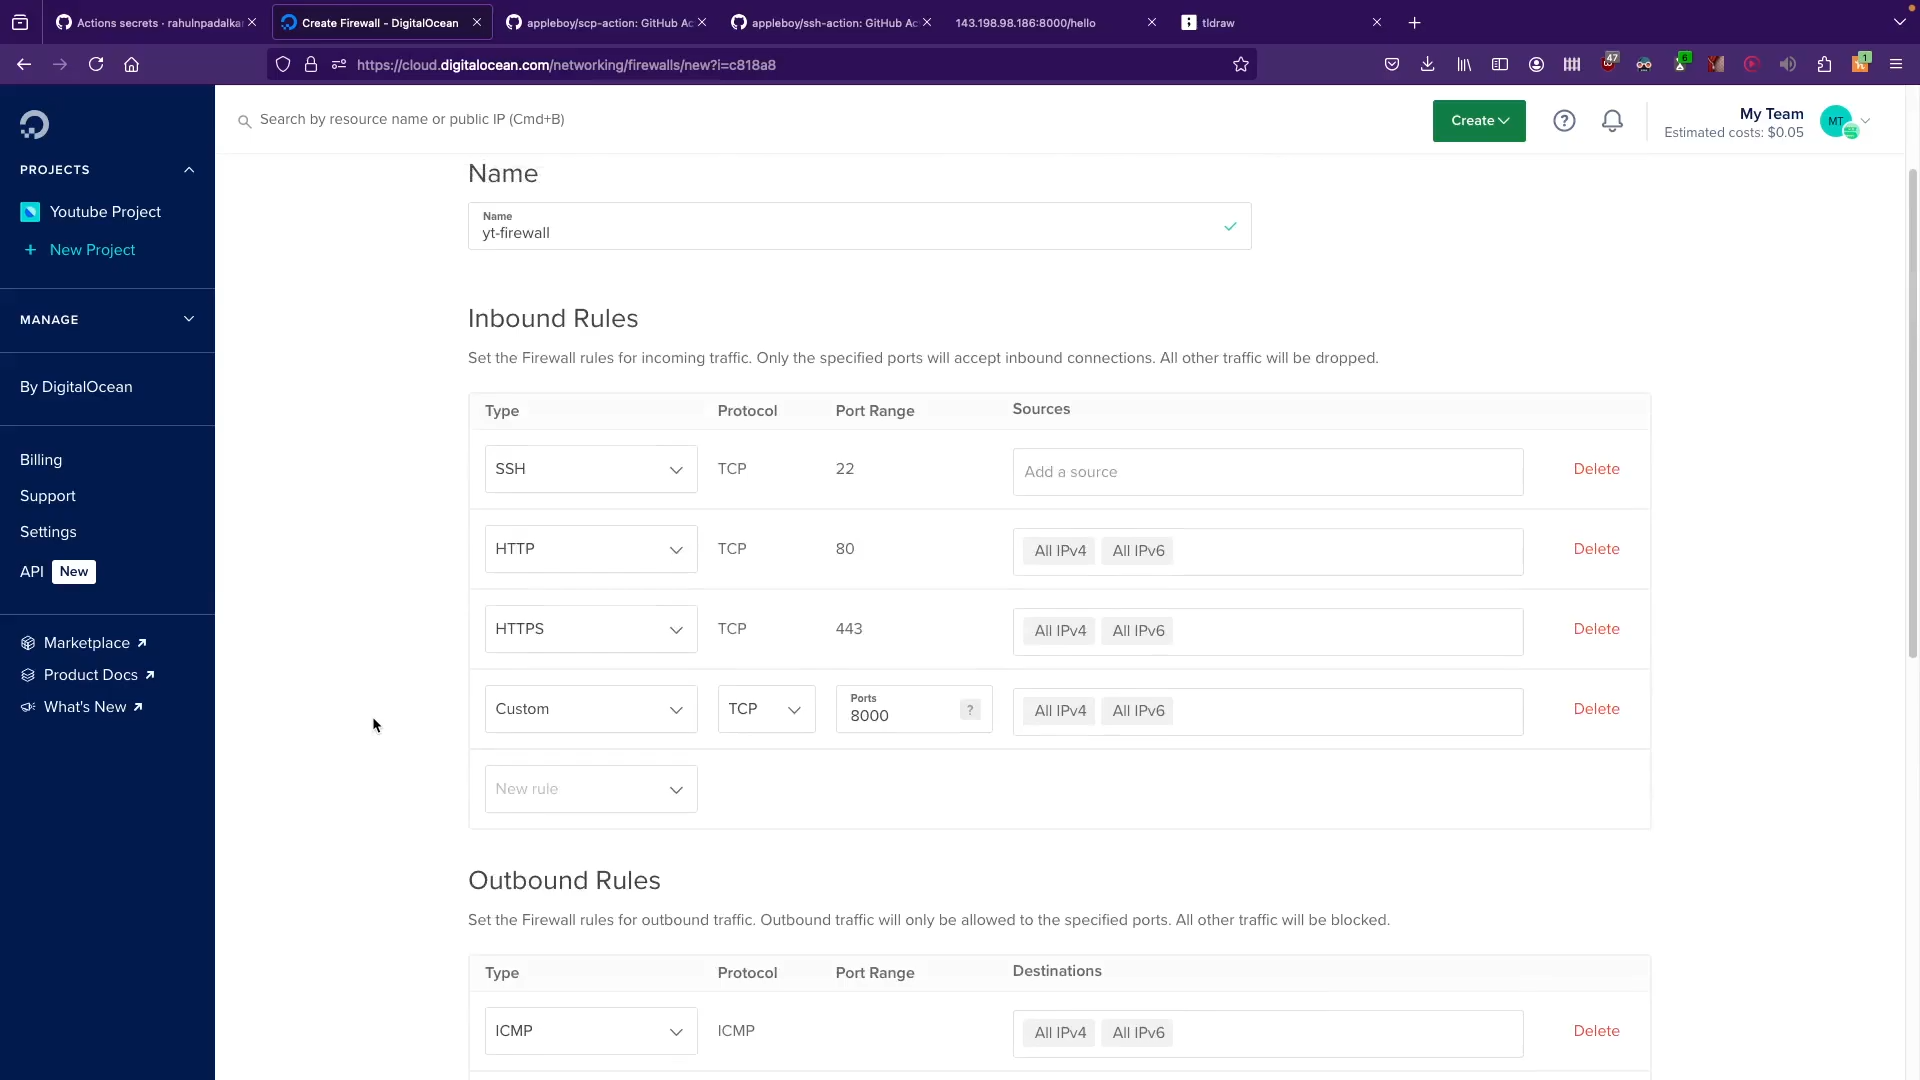 Actions secrets · rahulnpadalka
Create Firewall - DigitalOcean
appleboy/scp-action: GitHub Ac
appleboy/ssh-action: GitHub Ac
143.198.98.186:8000/hello
tldraw
https://cloud.digitalocean.com/networking/firewalls/new?i=c818a8
47
6
1
Search by resource name or public IP (Cmd+B)
Create
My Team
Estimated costs: $0.05
MT
PROJECTS
Youtube Project
New Project
MANAGE
By DigitalOcean
Billing
Support
Settings
API New
Marketplace
Product Docs
What's New
Name
Name
yt-firewall
Inbound Rules
Set the Firewall rules for incoming traffic. Only the specified ports will accept inbound connections. All other traffic will be dropped.
Type Protocol Port Range Sources
SSH TCP 22 Add a source Delete
HTTP TCP 80 All IPv4 All IPv6 Delete
HTTPS TCP 443 All IPv4 All IPv6 Delete
Custom TCP Ports 8000 ? All IPv4 All IPv6 Delete
New rule
Outbound Rules
Set the Firewall rules for outbound traffic. Outbound traffic will only be allowed to the specified ports. All other traffic will be blocked.
Type Protocol Port Range Destinations
ICMP ICMP All IPv4 All IPv6 Delete